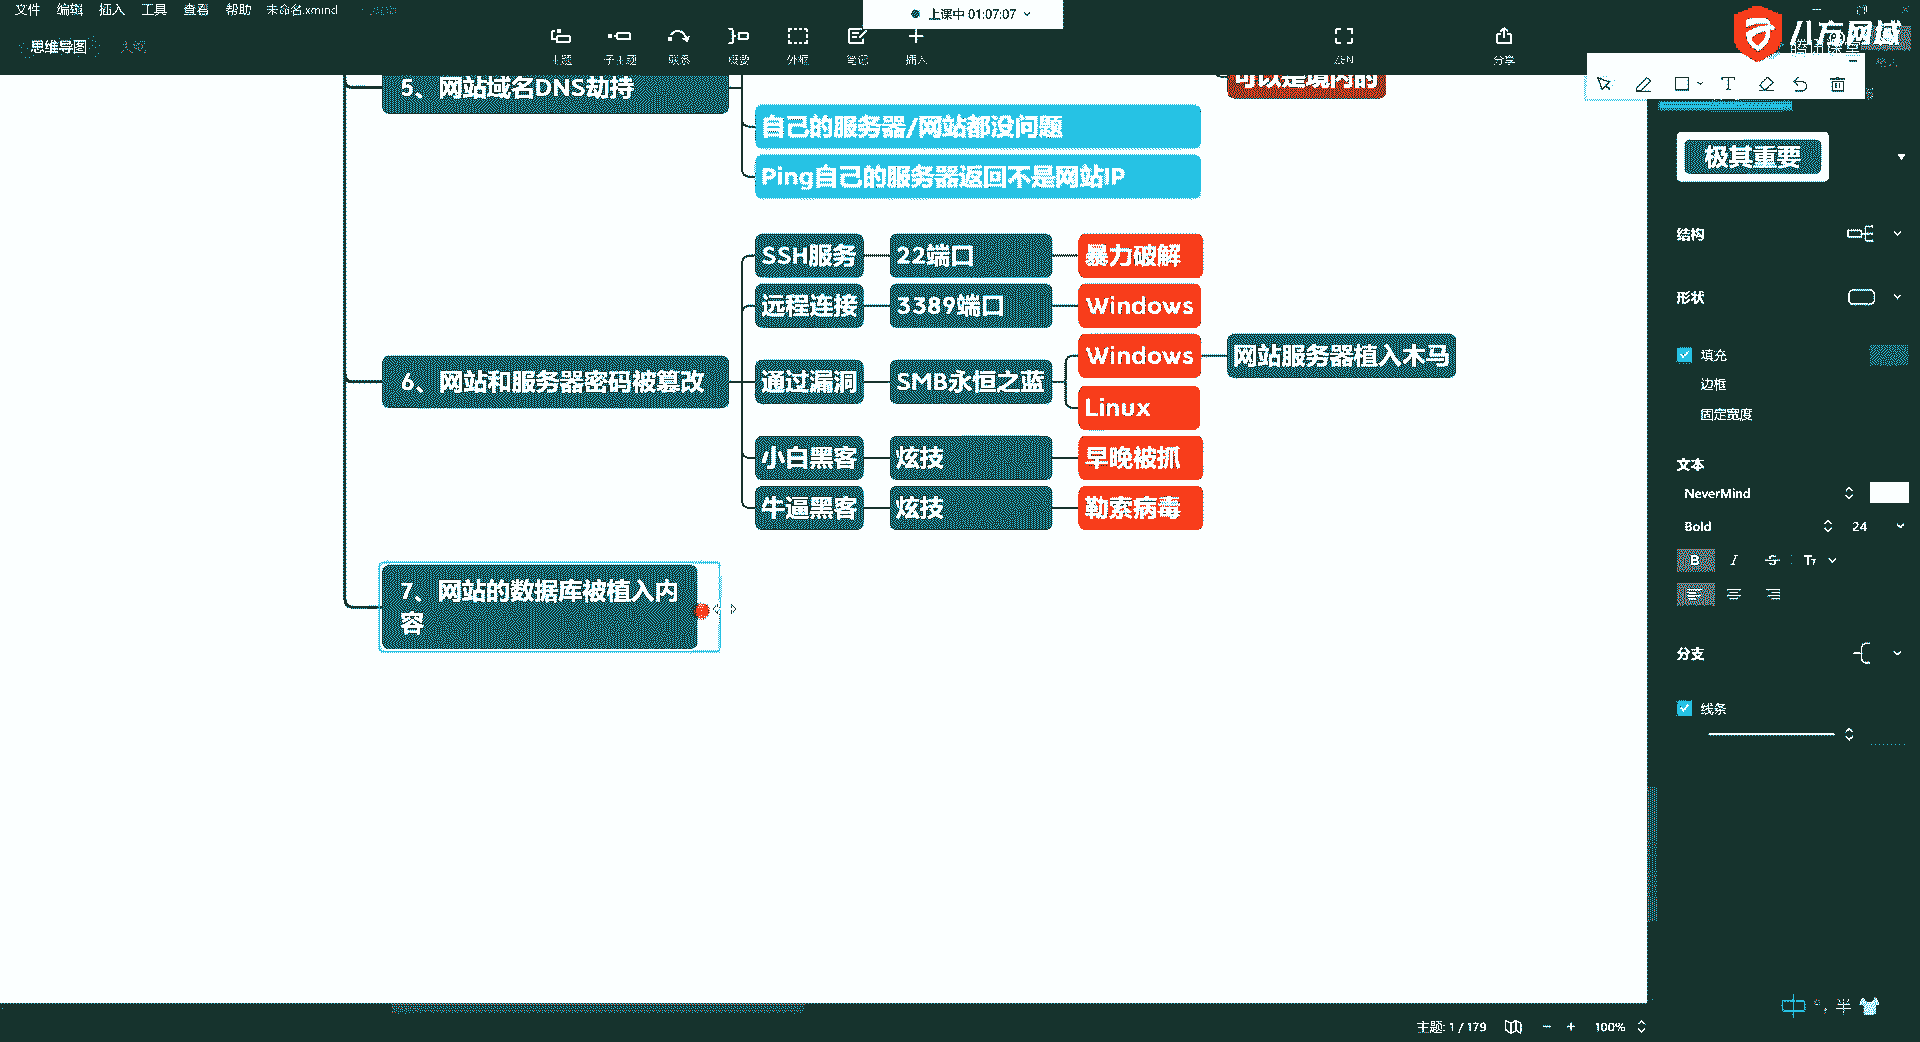 文件 编辑 插入 工具 查看 帮助 未命名.xmind
上课中 01:07:07
八方网域
腾讯课堂
思维导图 大纲
主题 子主题 联系 概要 外框 笔记 插入 ZEN 分享
5、网站域名DNS劫持
可以是境内的
自己的服务器/网站都没问题
Ping自己的服务器返回不是网站IP
SSH服务 22端口 暴力破解
远程连接 3389端口 Windows
6、网站和服务器密码被篡改
通过漏洞 SMB永恒之蓝
Windows 网站服务器植入木马
Linux
小白黑客 炫技 早晚被抓
牛逼黑客 炫技 勒索病毒
7、网站的数据库被植入内
容
极其重要
结构
形状
填充
边框
固定宽度
文本
NeverMind
Bold 24
B I S Tт
分支
线条
中 °, 半
主题: 1 / 179 100%